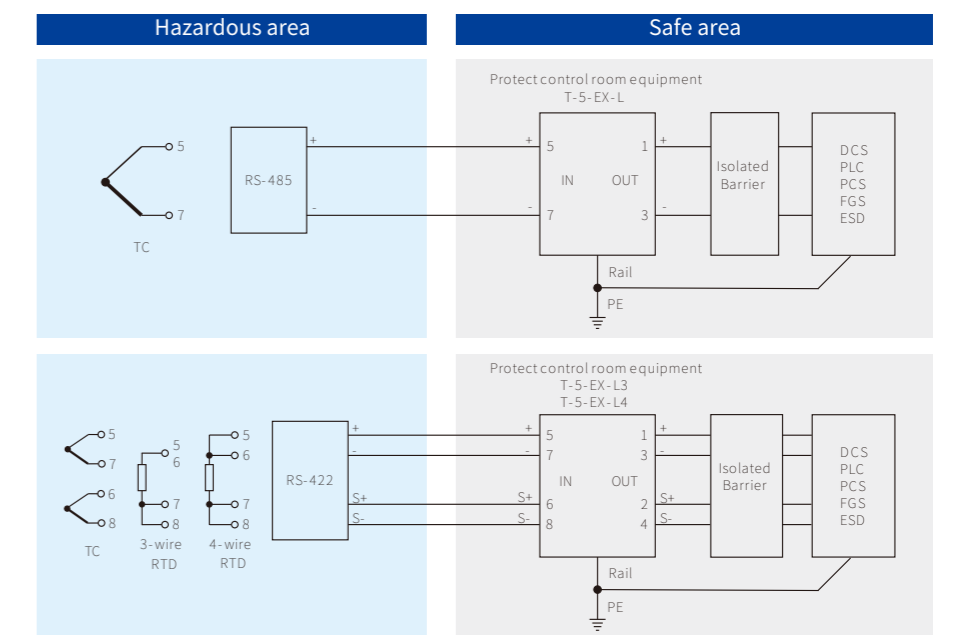 Hazardous area
Safe area
Protect control room equipment
T-5-EX-L
5
7
TC
RS-485
+
-
+
-
5
7
IN
OUT
1
3
+
-
Isolated
Barrier
DCS
PLC
PCS
FGS
ESD
Rail
PE
Protect control room equipment
T-5-EX-L3
T-5-EX-L4
5
7
6
8
TC
5
6
7
8
3-wire
RTD
5
6
7
8
4-wire
RTD
RS-422
+
-
S+
S-
+
-
S+
S-
5
7
6
8
IN
OUT
1
3
2
4
+
-
S+
S-
Isolated
Barrier
DCS
PLC
PCS
FGS
ESD
Rail
PE